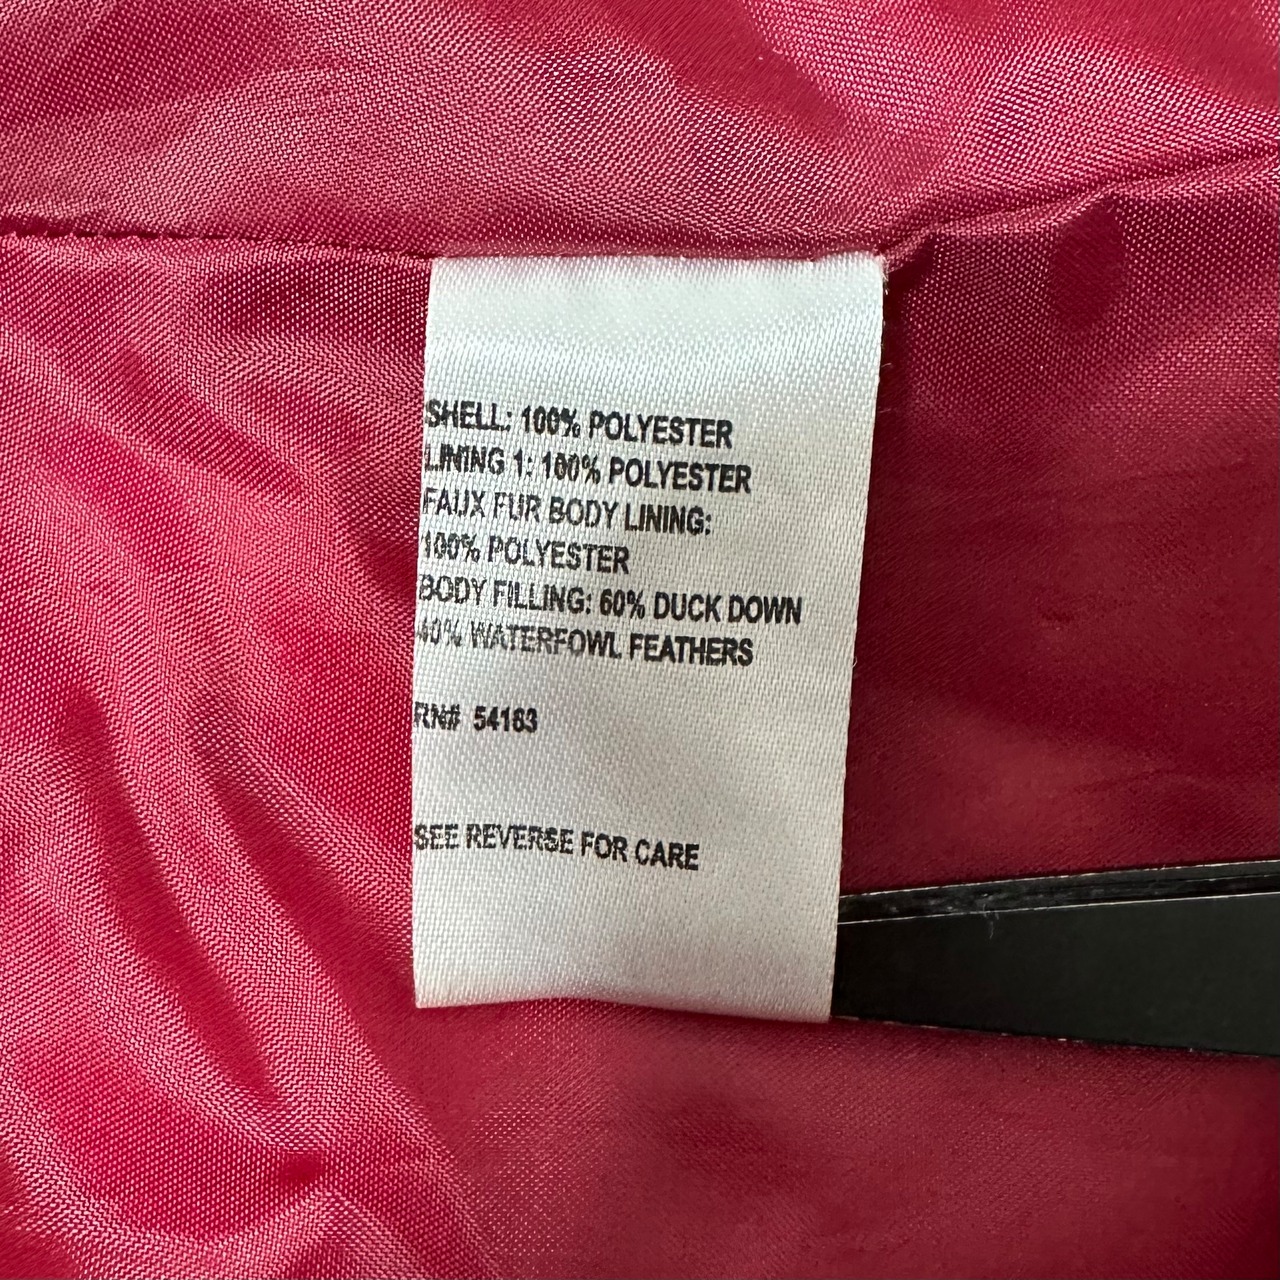 SHELL: 100% POLYESTER
LINING 1: 100% POLYESTER
FAUX FUR BODY LINING:
100% POLYESTER
BODY FILLING: 60% DUCK DOWN
40% WATERFOWL FEATHERS
RN# 54163
SEE REVERSE FOR CARE